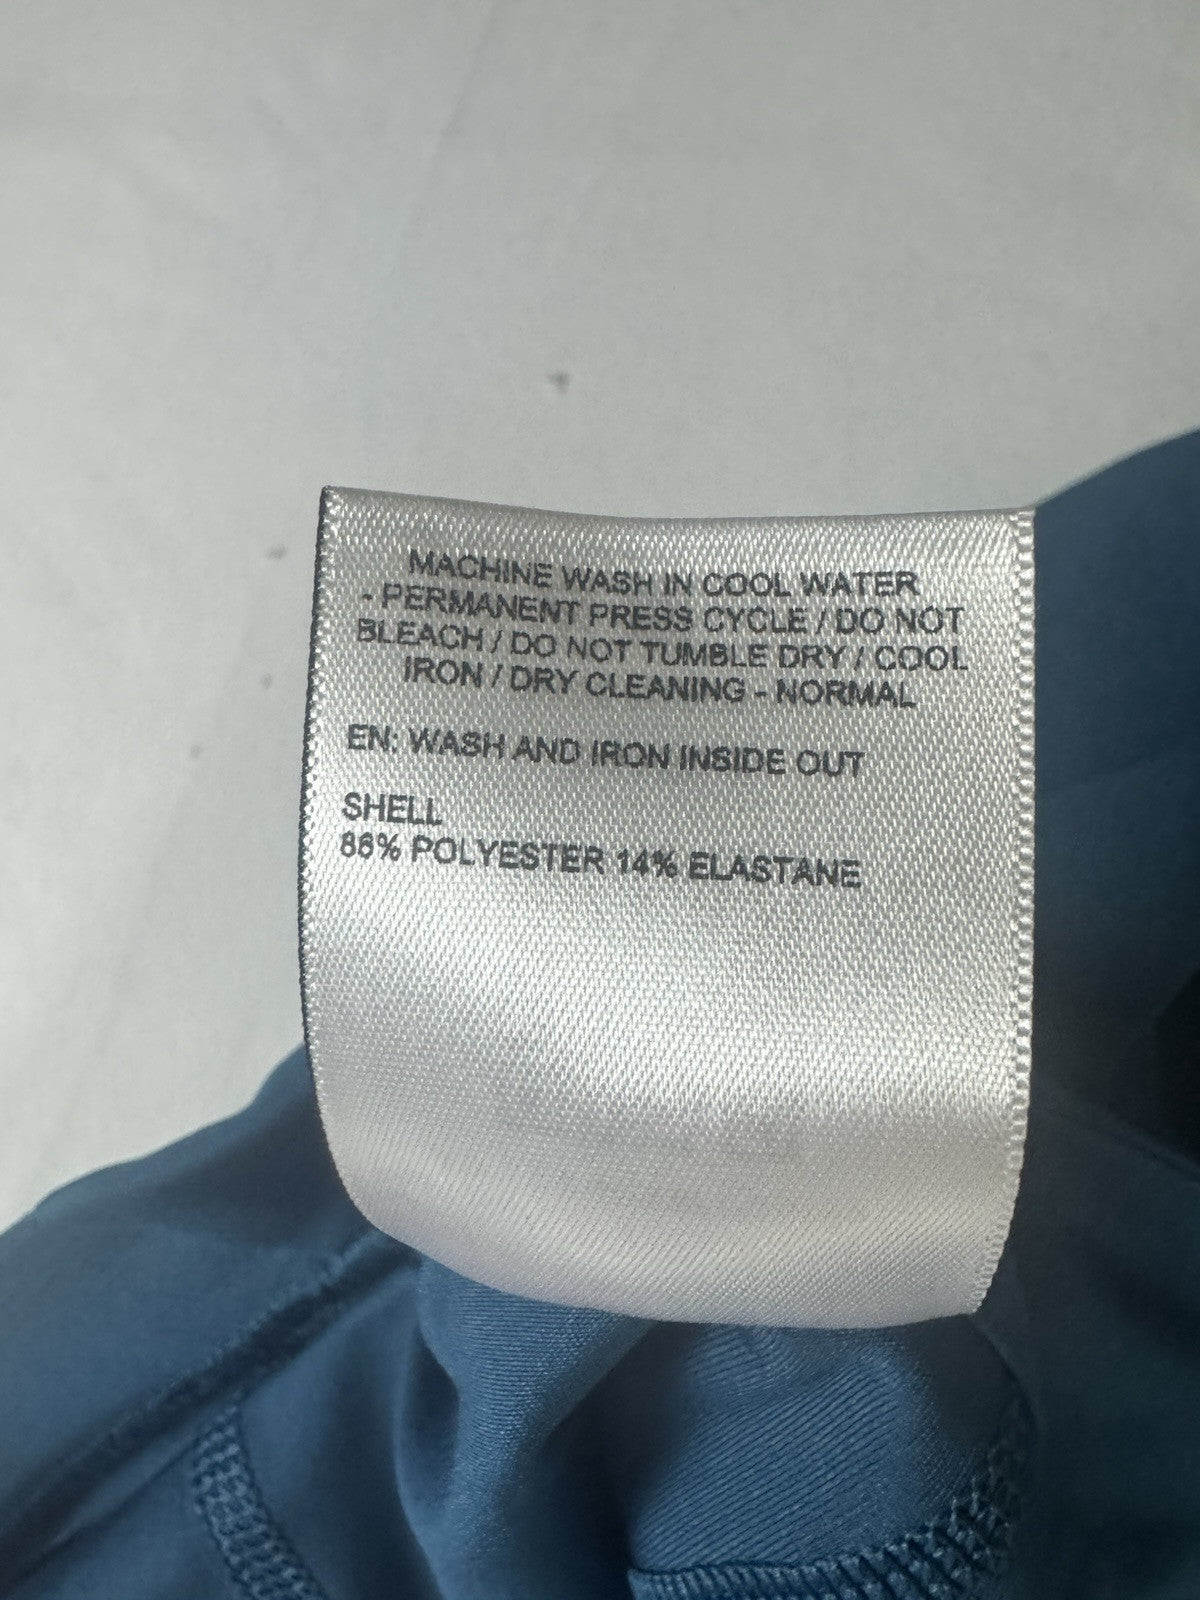 MACHINE WASH IN COOL WATER
- PERMANENT PRESS CYCLE / DO NOT
BLEACH / DO NOT TUMBLE DRY / COOL
IRON / DRY CLEANING - NORMAL
EN: WASH AND IRON INSIDE OUT
SHELL
86% POLYESTER 14% ELASTANE